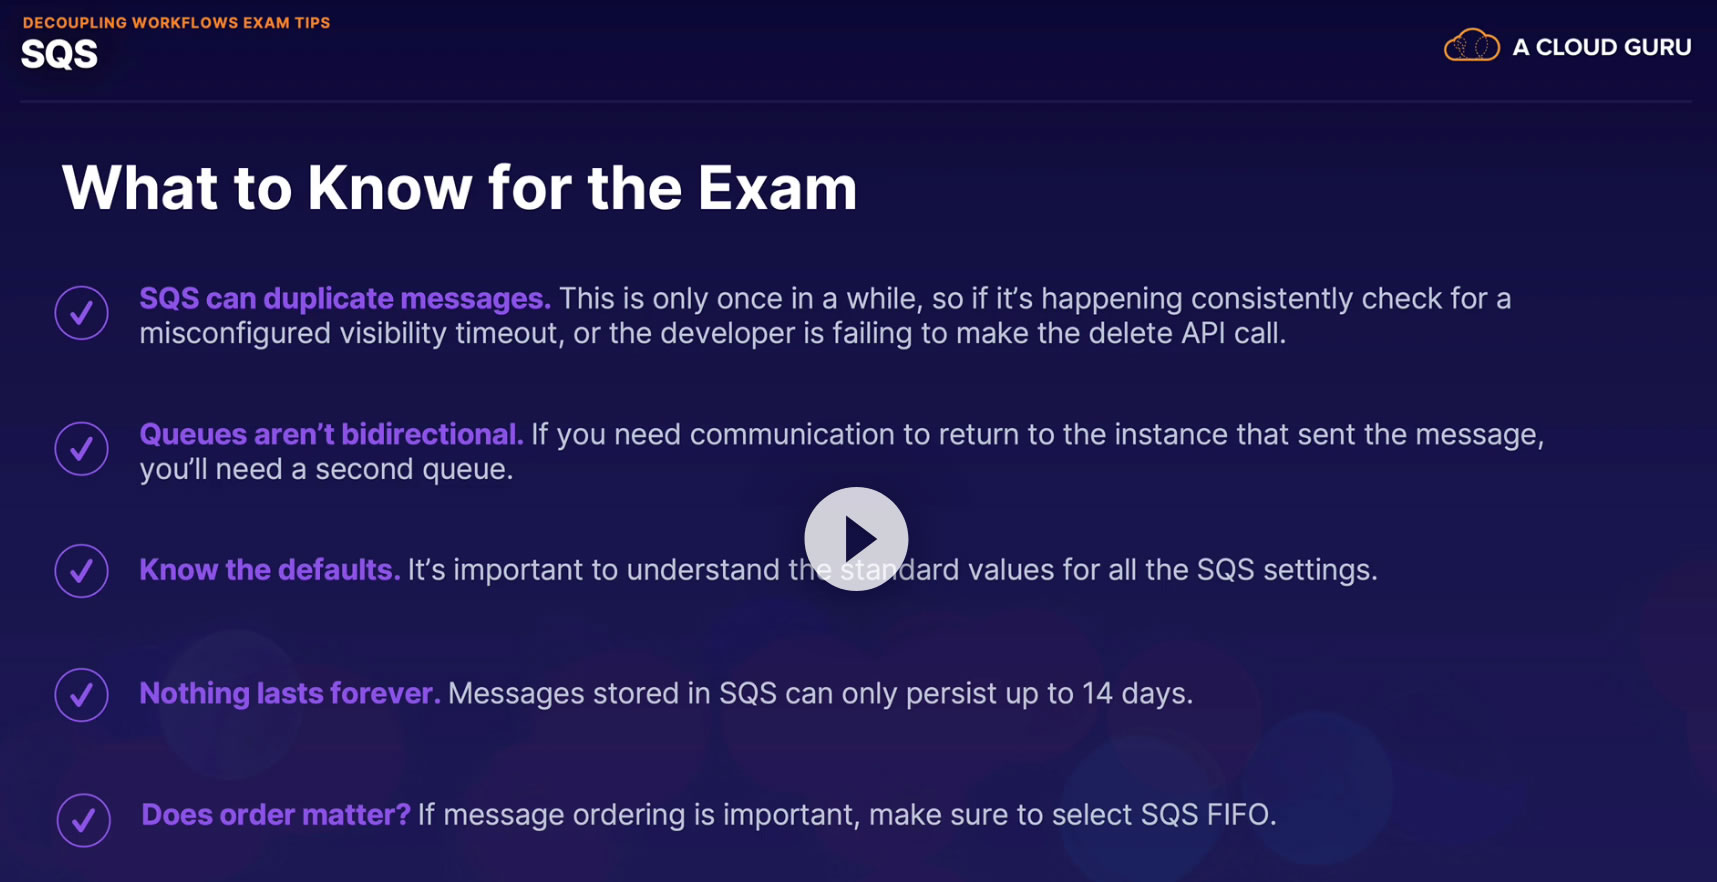 DECOUPLING WORKFLOWS EXAM TIPS
SQS
A CLOUD GURU
What to Know for the Exam
SQS can duplicate messages. This is only once in a while, so if it’s happening consistently check for a
misconfigured visibility timeout, or the developer is failing to make the delete API call.
Queues aren’t bidirectional. If you need communication to return to the instance that sent the message,
you’ll need a second queue.
Know the defaults. It’s important to understand the standard values for all the SQS settings.
Nothing lasts forever. Messages stored in SQS can only persist up to 14 days.
Does order matter? If message ordering is important, make sure to select SQS FIFO.